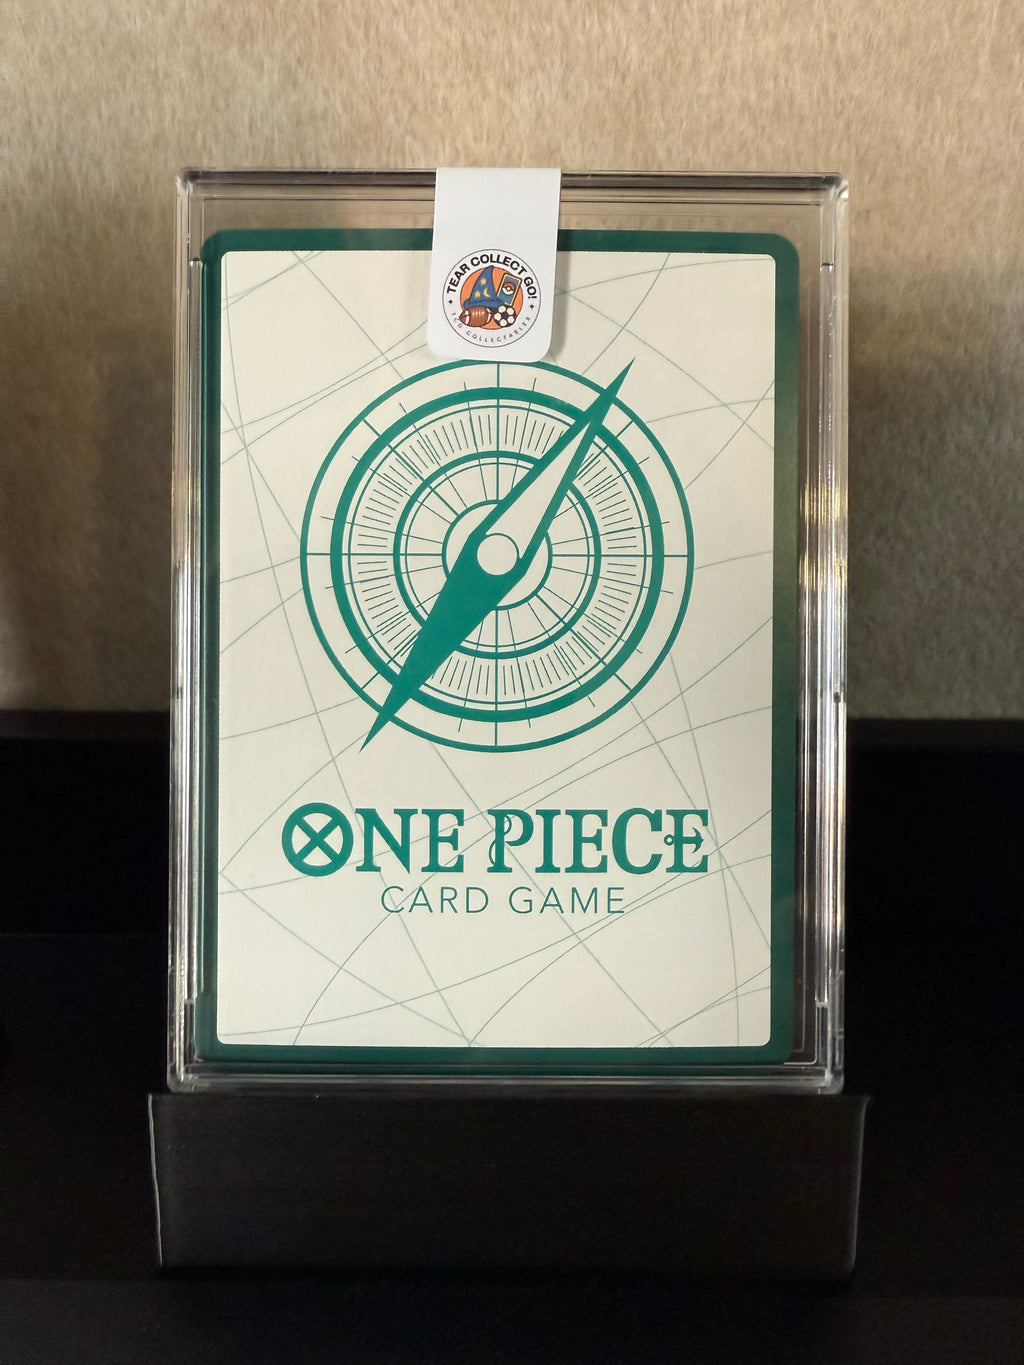 TEAR COLLECT GO!
TCG COLLECTABLES
ONE PIECE
CARD GAME